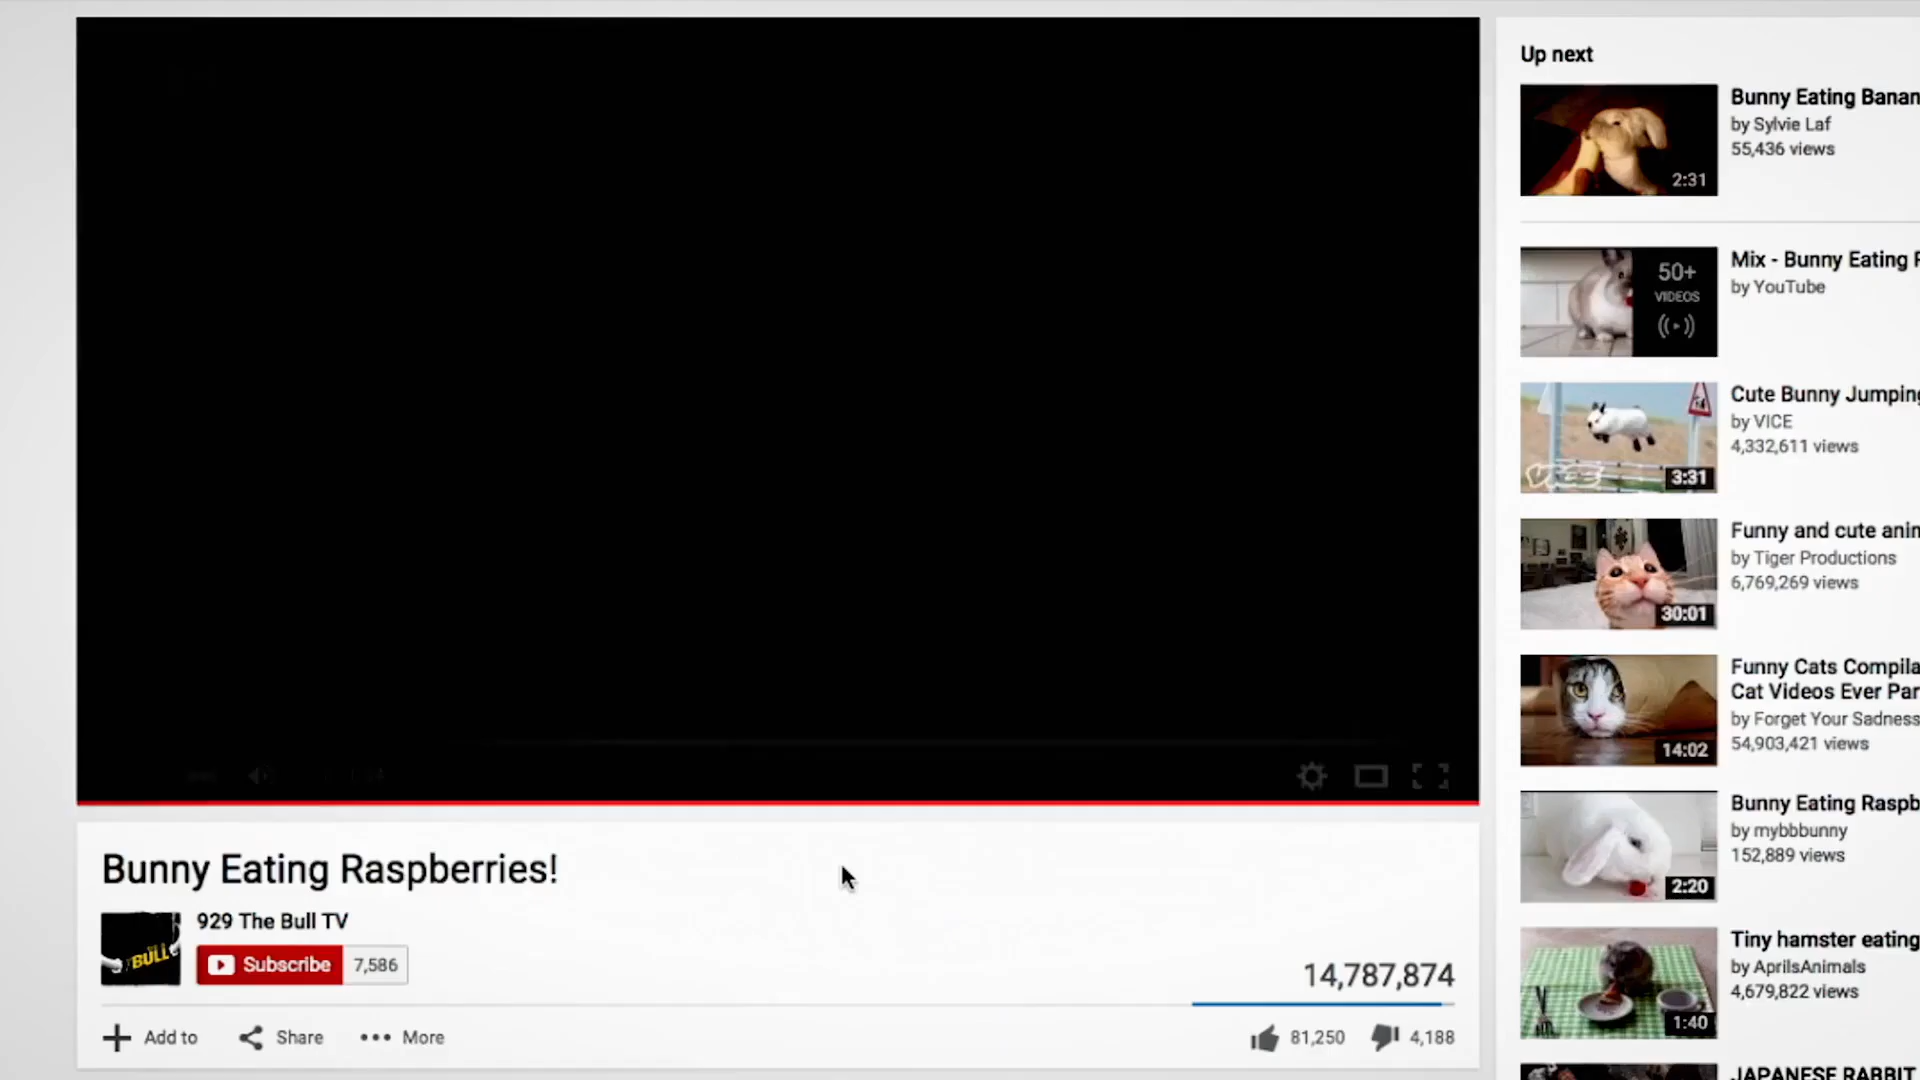 Up next
Bunny Eating Banan
by Sylvie Laf
55,436 views
2:31
Mix - Bunny Eating
by YouTube
50+
VIDEOS
Cute Bunny Jumping
by VICE
4,332,611 views
VICE
3:31
Funny and cute anim
by Tiger Productions
6,769,269 views
30:01
Funny Cats Compila
Cat Videos Ever Par
by Forget Your Sadness
54,903,421 views
14:02
Bunny Eating Raspb
by mybbbunny
152,889 views
2:20
Tiny hamster eating
by AprilsAnimals
4,679,822 views
1:40
JAPANESE RABBIT
Bunny Eating Raspberries!
929 The Bull TV
BULL
Subscribe 7,586
14,787,874
Add to Share More
81,250 4,188